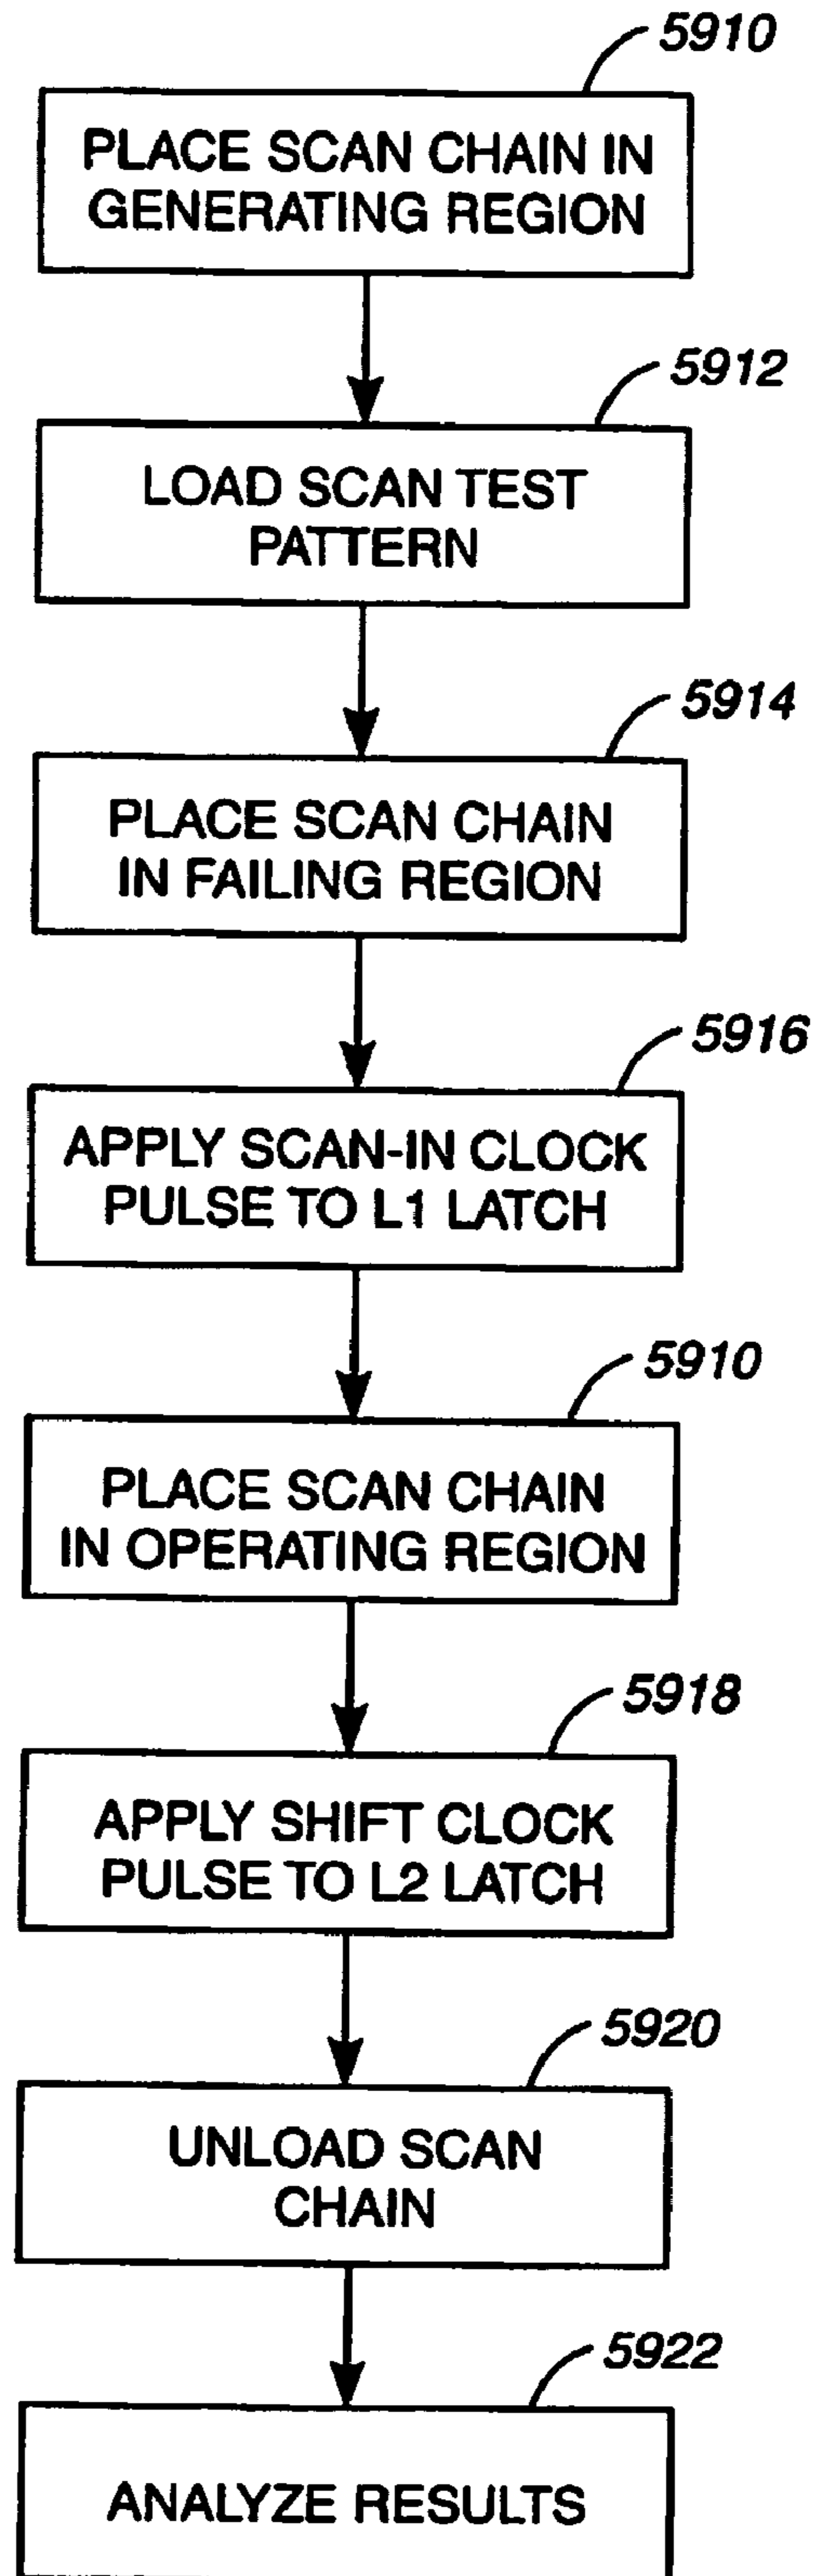 5910
PLACE SCAN CHAIN IN
GENERATING REGION
5912
LOAD SCAN TEST
PATTERN
5914
PLACE SCAN CHAIN
IN FAILING REGION
5916
APPLY SCAN-IN CLOCK
PULSE TO L1 LATCH
5910
PLACE SCAN CHAIN
IN OPERATING REGION
5918
APPLY SHIFT CLOCK
PULSE TO L2 LATCH
5920
UNLOAD SCAN
CHAIN
5922
ANALYZE RESULTS